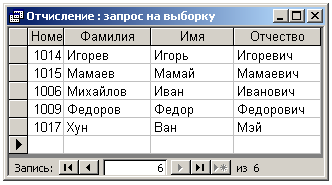 Отчисление : запрос на выборку
Номе Фамилия Имя Отчество
1014 Игорев Игорь Игоревич
1015 Мамаев Мамай Мамаевич
1006 Михайлов Иван Иванович
1009 Федоров Федор Федорович
1017 Хун Ван Мэй
Запись: 6 из 6